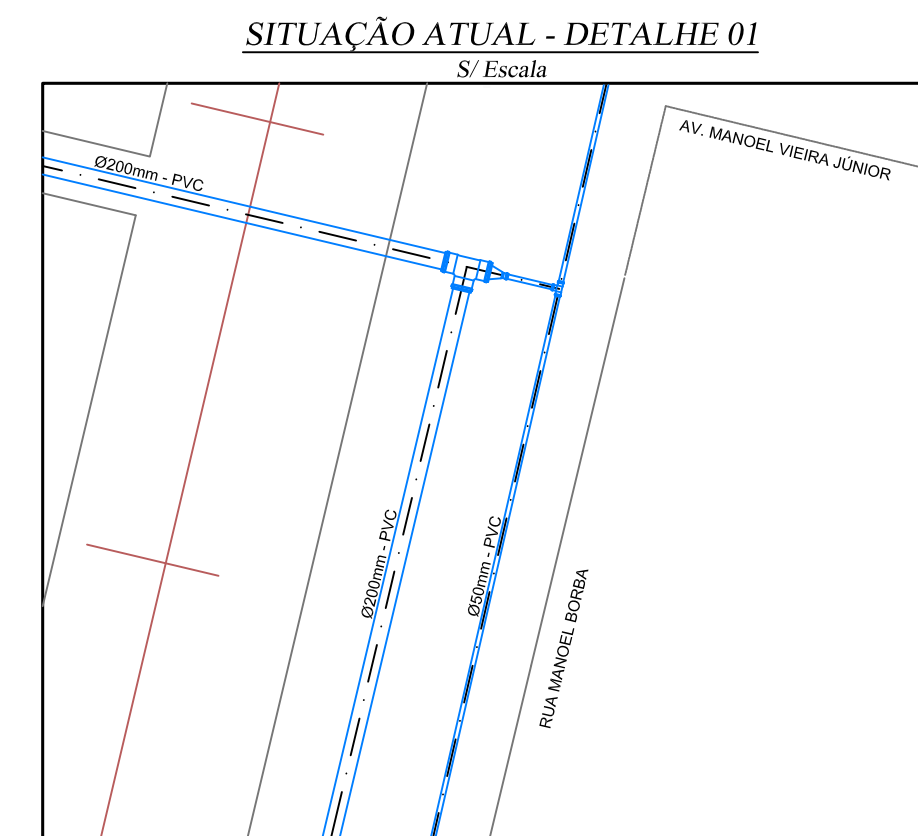 SITUAÇÃO ATUAL - DETALHE 01
S/ Escala
AV. MANOEL VIEIRA JÚNIOR
Ø200mm - PVC
Ø200mm - PVC
Ø50mm - PVC
RUA MANOEL BORBA